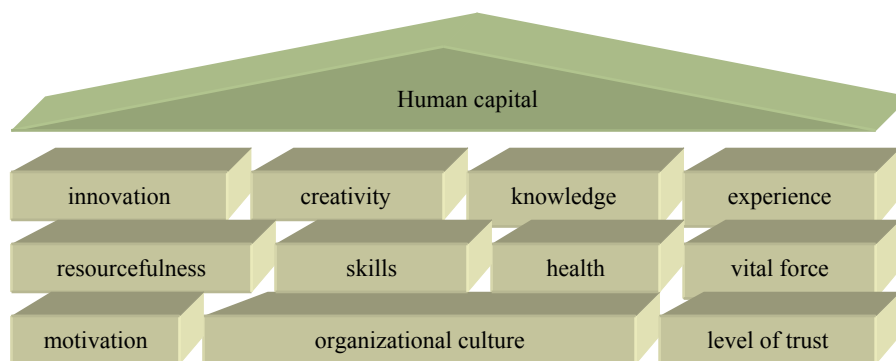 Human capital
innovation creativity knowledge experience
resourcefulness skills health vital force
motivation organizational culture level of trust